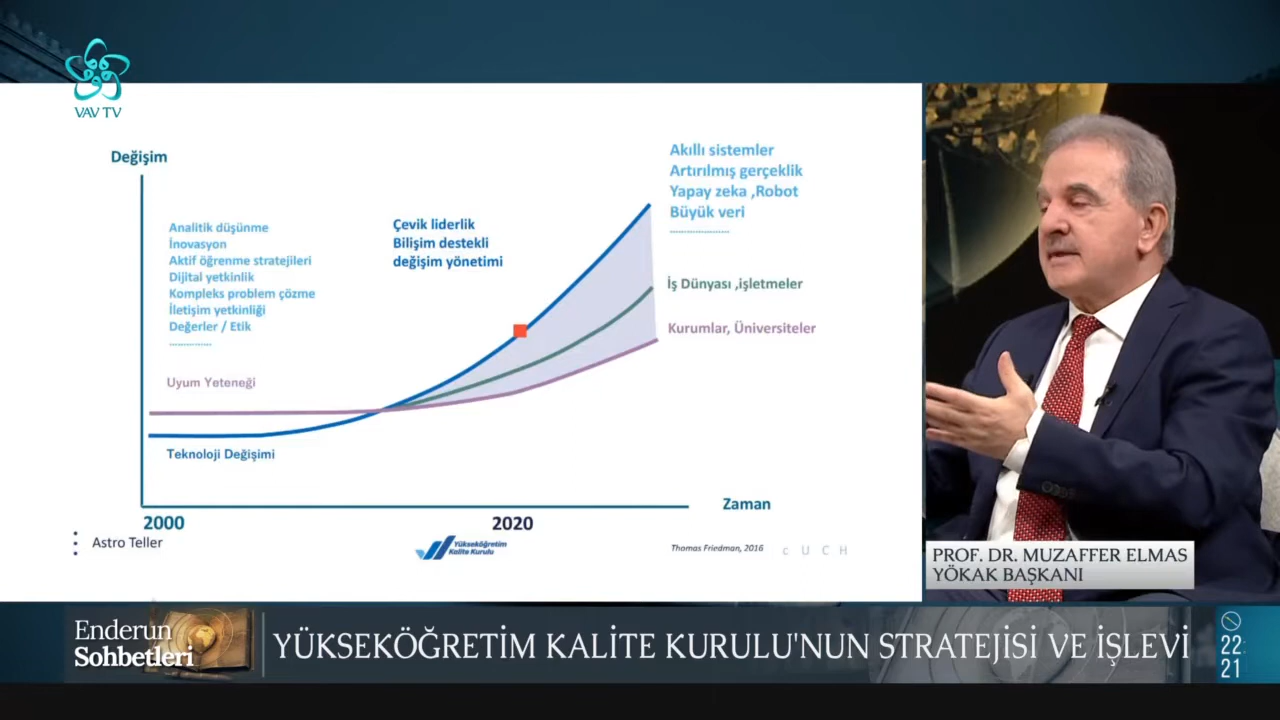 VAV TV
Değişim
Analitik düşünme
İnovasyon
Aktif öğrenme stratejileri
Dijital yetkinlik
Kompleks problem çözme
İletişim yetkinliği
Değerler / Etik
Uyum Yeteneği
Teknoloji Değişimi
Çevik liderlik
Bilişim destekli
değişim yönetimi
Akıllı sistemler
Artırılmış gerçeklik
Yapay zeka ,Robot
Büyük veri
İş Dünyası ,işletmeler
Kurumlar, Üniversiteler
Zaman
2000
2020
Astro Teller
Yükseköğretim
Kalite Kurulu
Thomas Friedman, 2016
c U C H
PROF. DR. MUZAFFER ELMAS
YÖKAK BAŞKANI
Enderun
Sohbetleri
YÜKSEKÖĞRETİM KALİTE KURULU'NUN STRATEJİSİ VE İŞLEVİ
22:
21